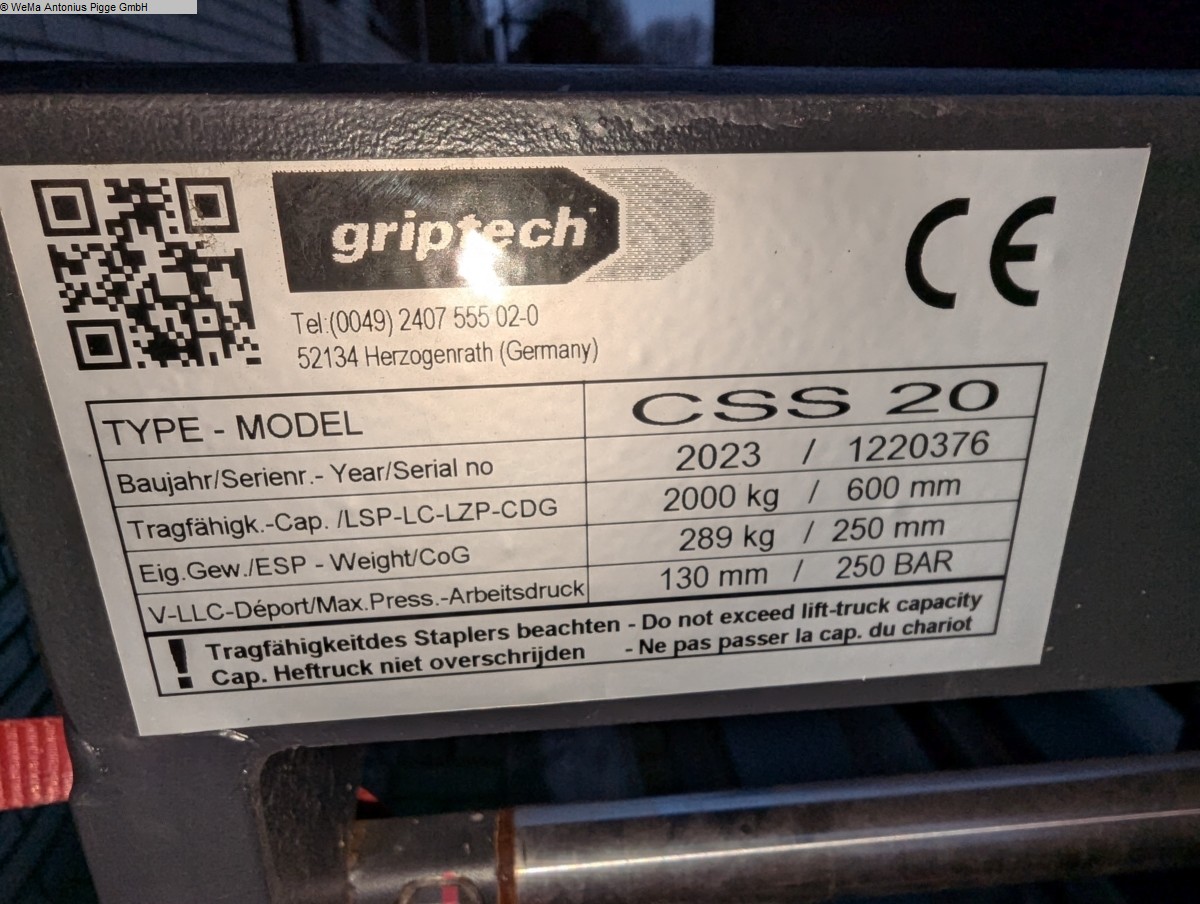 © WeMa Antonius Pigge GmbH
griptech
CE
Tel:(0049) 2407 555 02-0
52134 Herzogenrath (Germany)
TYPE - MODEL CSS 20
Baujahr/Serienr.- Year/Serial no 2023 / 1220376
Tragfähigk.-Cap. /LSP-LC-LZP-CDG 2000 kg / 600 mm
Eig.Gew./ESP - Weight/CoG 289 kg / 250 mm
V-LLC-Déport/Max.Press.-Arbeitsdruck 130 mm / 250 BAR
! Tragfähigkeitdes Staplers beachten - Do not exceed lift-truck capacity
Cap. Heftruck niet overschrijden - Ne pas passer la cap. du chariot